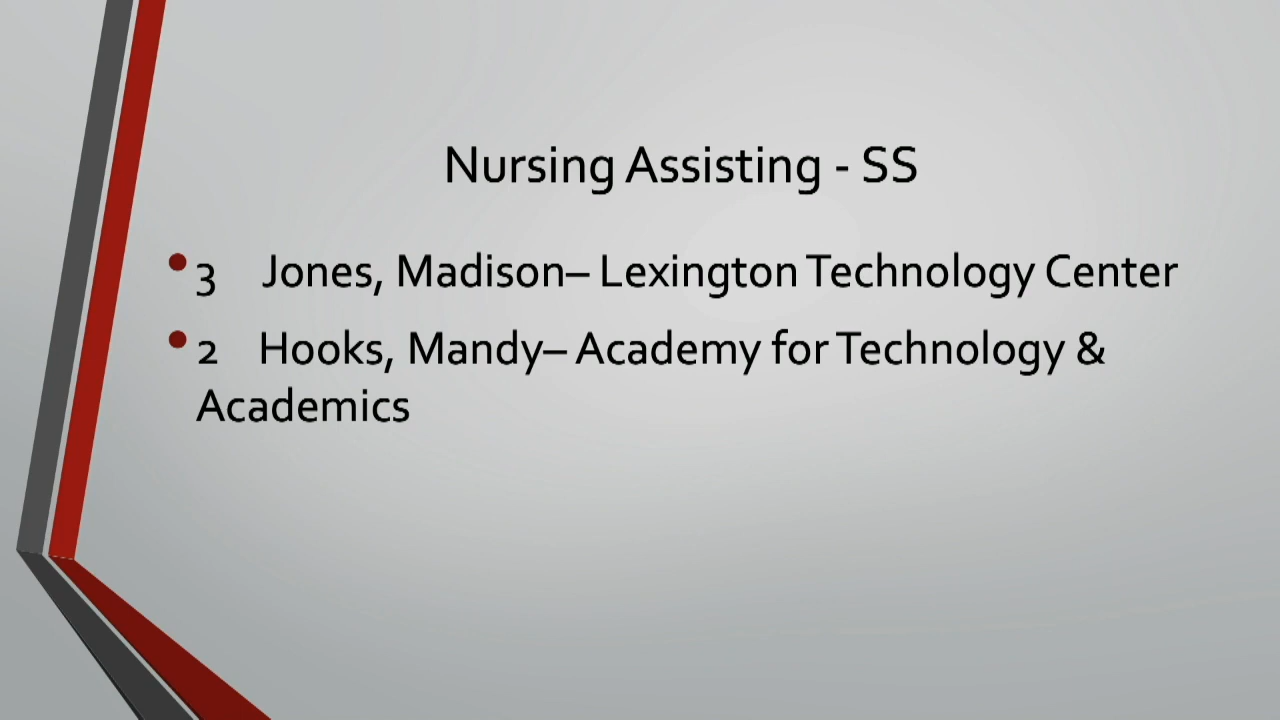 Nursing Assisting - SS
• 3 Jones, Madison– Lexington Technology Center
• 2 Hooks, Mandy– Academy for Technology &
Academics